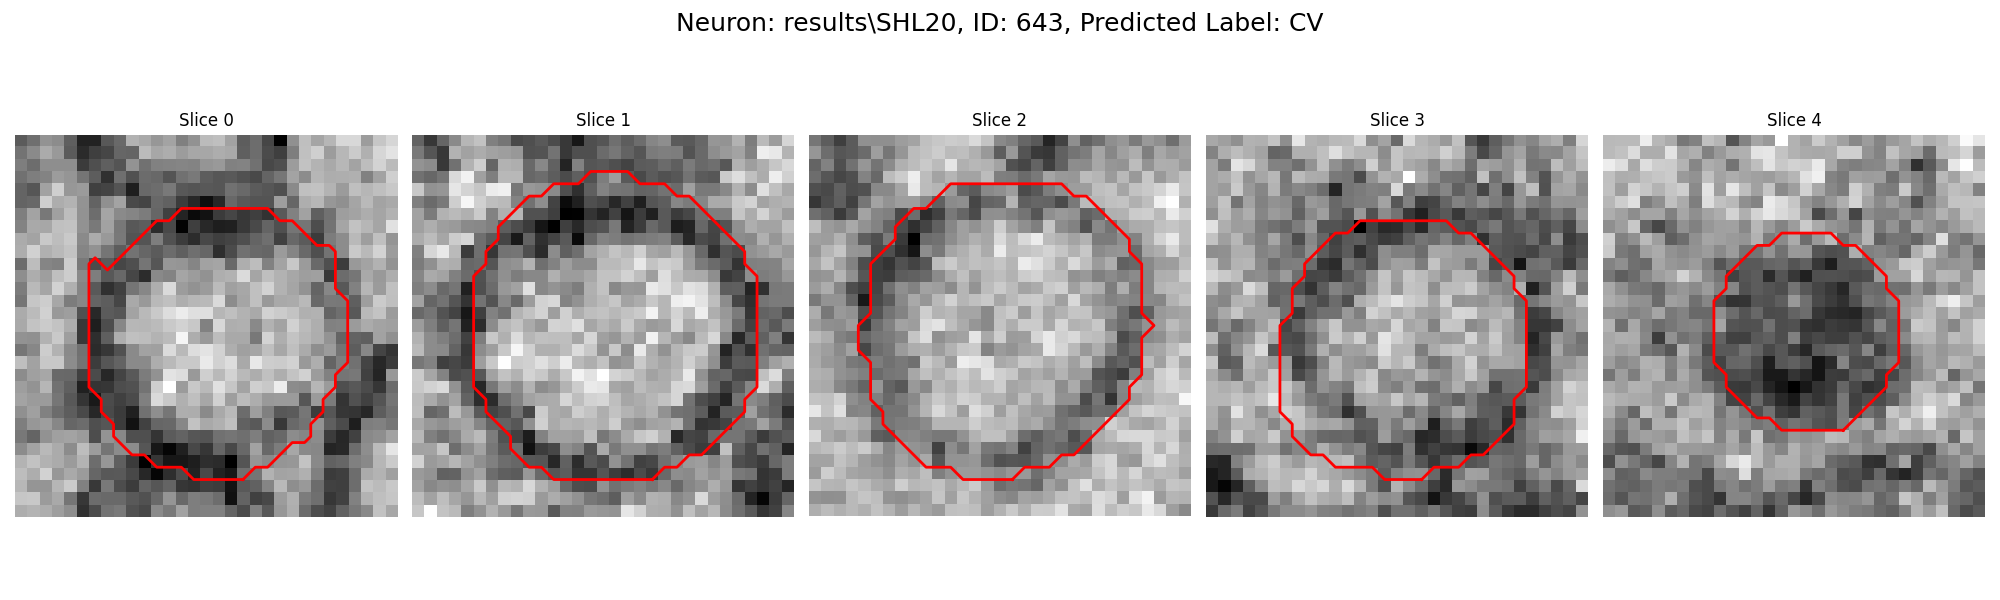 Neuron: results\SHL20, ID: 643, Predicted Label: CV
Slice 0
Slice 1
Slice 2
Slice 3
Slice 4